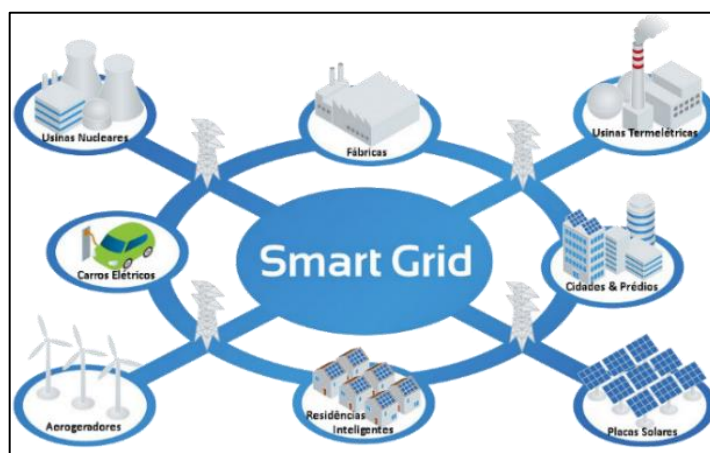 Usinas Nucleares
Fábricas
Usinas Termelétricas
Carros Elétricos
Smart Grid
Cidades & Prédios
Aerogeradores
Residências
Inteligentes
Placas Solares